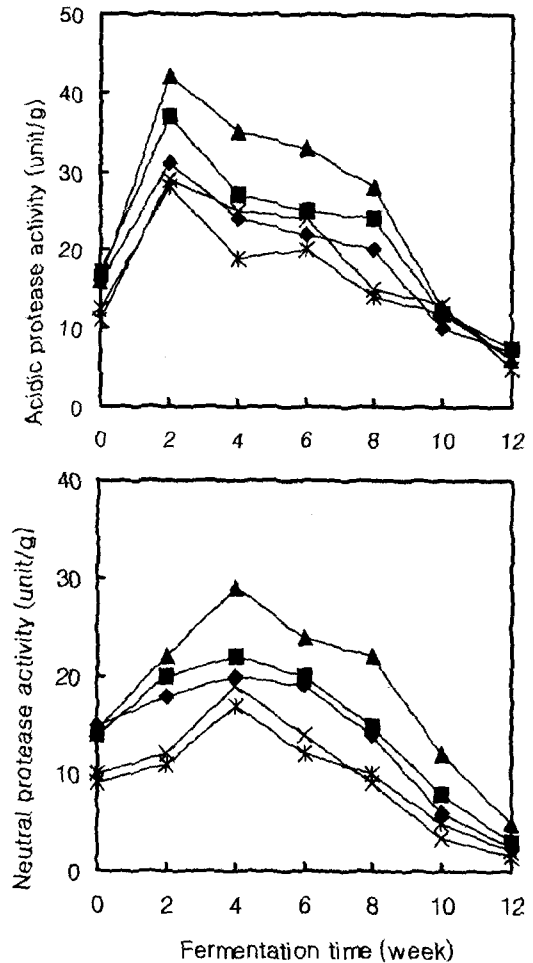 50
40
30
20
10
0
0 2 4 6 8 10 12
Acidic protease activity (unit/g)
40
30
20
10
0
0 2 4 6 8 10 12
Neutral protease activity (unit/g)
Fermentation time (week)